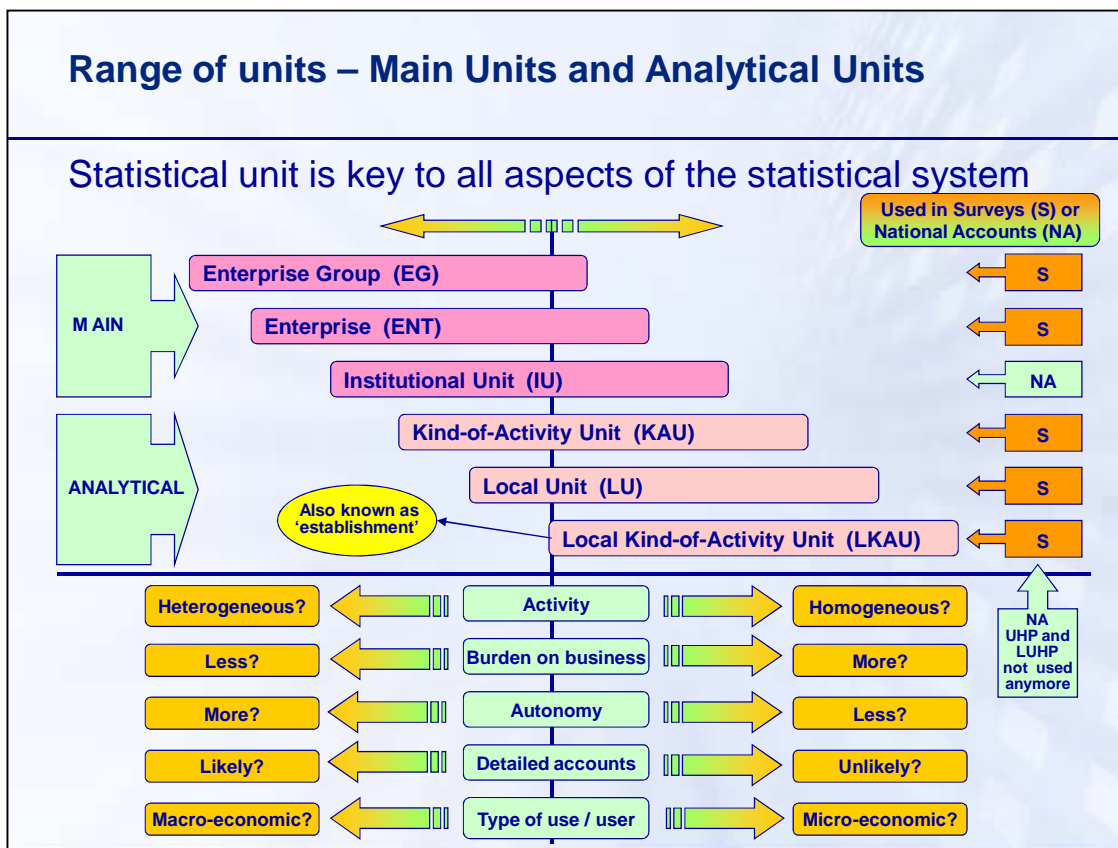 Range of units – Main Units and Analytical Units
Statistical unit is key to all aspects of the statistical system
Used in Surveys (S) or
National Accounts (NA)
MAIN
Enterprise Group (EG)
S
Enterprise (ENT)
S
Institutional Unit (IU)
NA
ANALYTICAL
Kind-of-Activity Unit (KAU)
S
Local Unit (LU)
S
Also known as
‘establishment’
Local Kind-of-Activity Unit (LKAU)
S
Heterogeneous?
Activity
Homogeneous?
NA
UHP and
LUHP
not used
anymore
Less?
Burden on business
More?
More?
Autonomy
Less?
Likely?
Detailed accounts
Unlikely?
Macro-economic?
Type of use / user
Micro-economic?